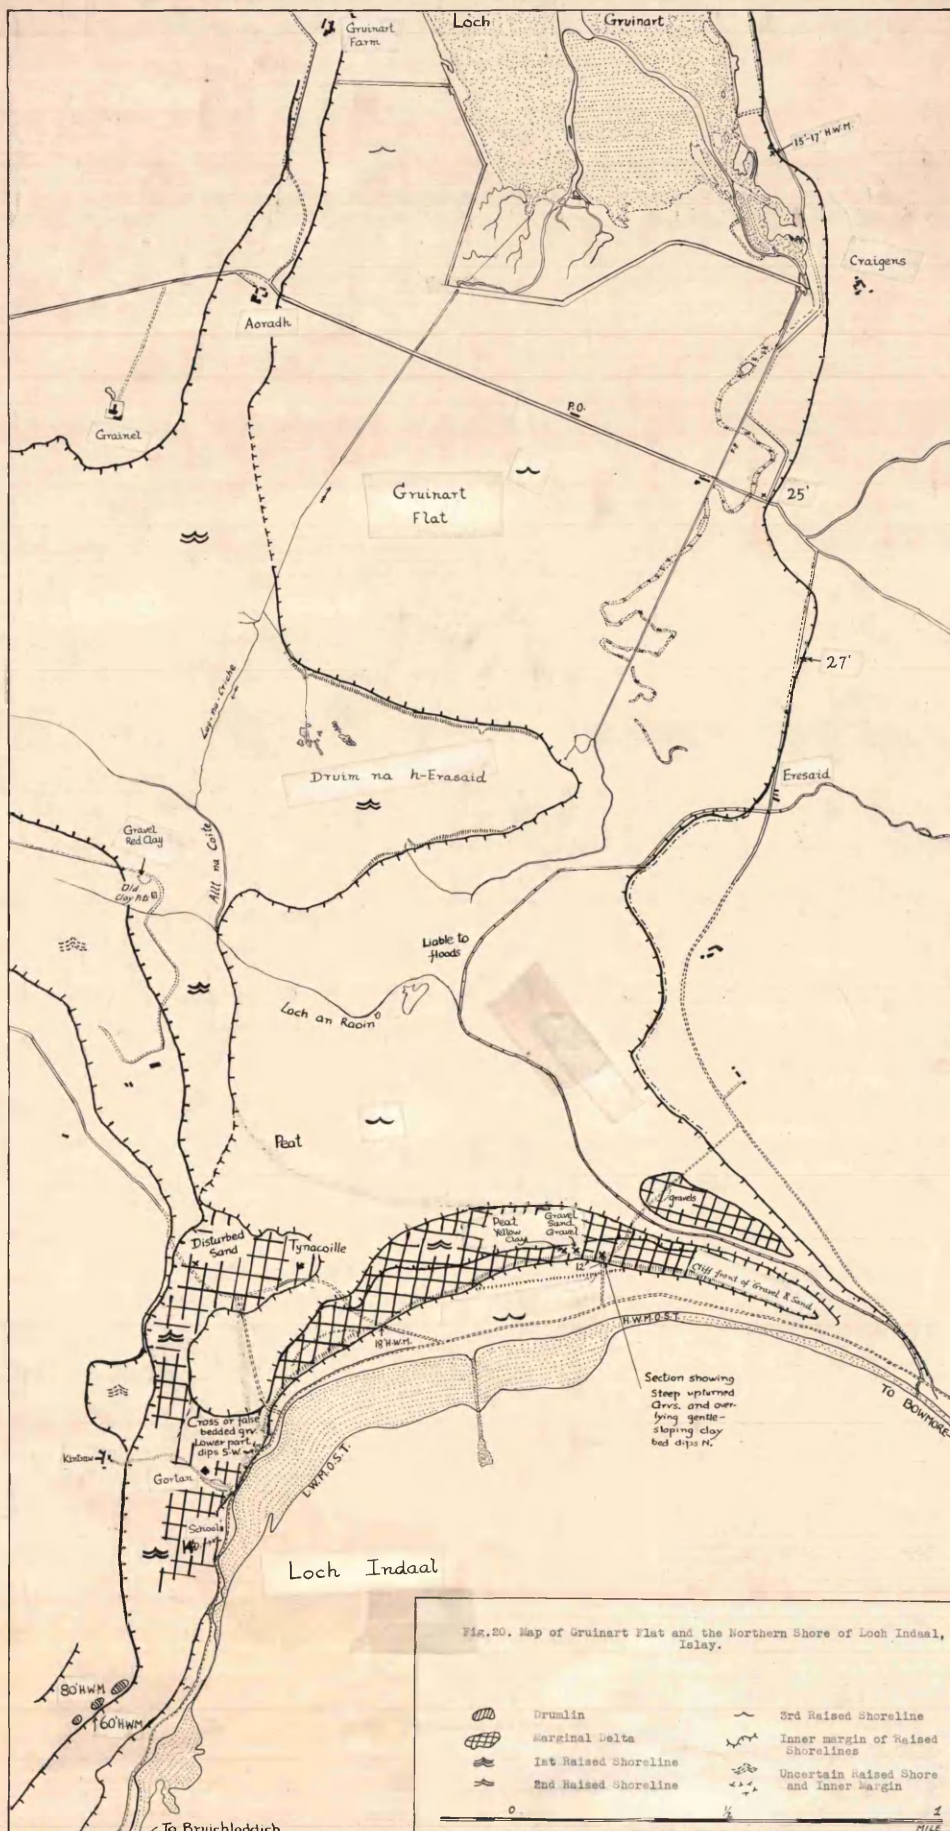 Loch Gruinart
Gruinart
Farm
15'-17' H.W.M.
Craigens
Aoradh
P.O.
Grainel
Gruinart
Flat
25'
27'
Druim na h-Erasaid
Eresaid
Gravel
Red Clay
Old
Clay Pits
Allt na Coite
Liable to
floods
Loch an Raoin
Peat
gravels
Disturbed
Sand
Tynacoille
Peat
Yellow
Clay
Gravel
Sand
Gravel
12'
Cliff front of Gravel & Sand
18' H.W.M.
H.W.M.O.S.T.
To
Bowmore
Section showing
Steep upturned
Grvs. and over-
lying gentle-
sloping clay
bed dips N.
Cross or false
bedded grv.
Lower part
dips S.W.
L.W.M.O.S.T.
Gortan
School
Loch Indaal
80' HWM
60' HWM
To Bruichladdich
Fig.20. Map of Gruinart Flat and the Northern Shore of Loch Indaal,
Islay.
Drumlin
Marginal Delta
1st Raised Shoreline
2nd Raised Shoreline
3rd Raised Shoreline
Inner margin of Raised
Shorelines
Uncertain Raised Shore
and Inner Margin
0 ½ 1
MILE